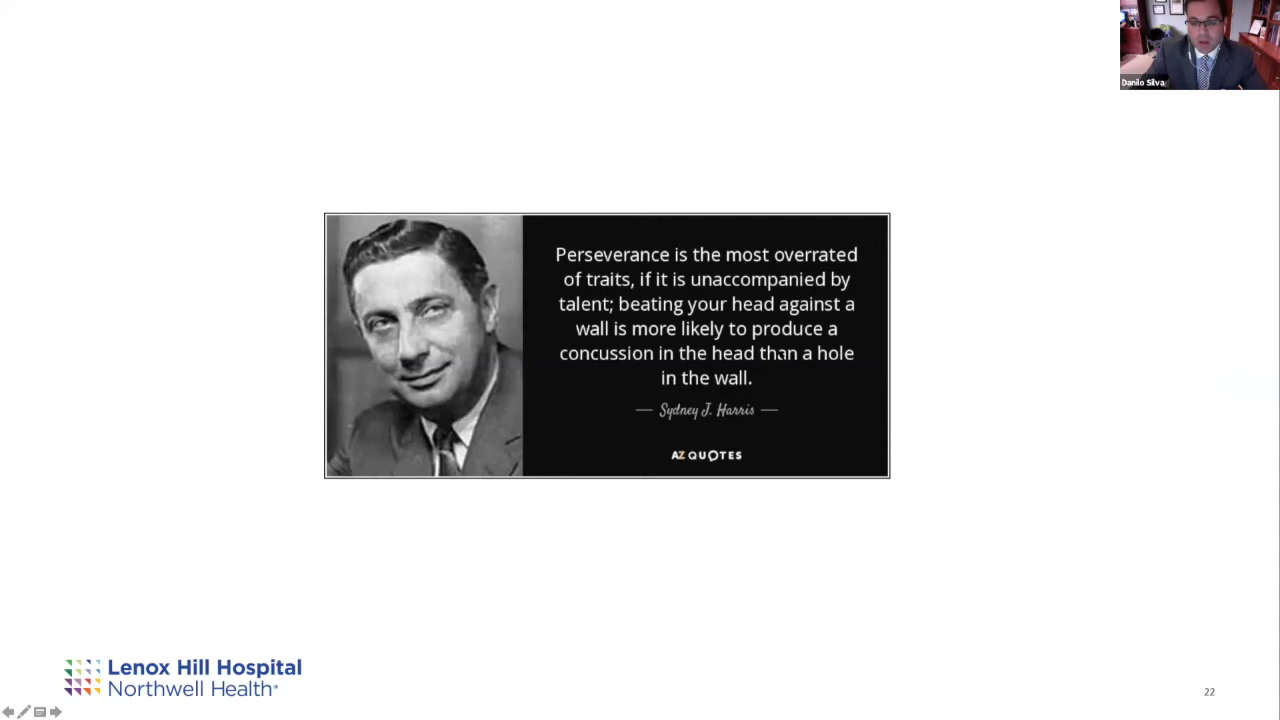 Danilo Silva
Perseverance is the most overrated
of traits, if it is unaccompanied by
talent; beating your head against a
wall is more likely to produce a
concussion in the head than a hole
in the wall.
— Sydney J. Harris —
AZ QUOTES
Lenox Hill Hospital
Northwell Health®
22